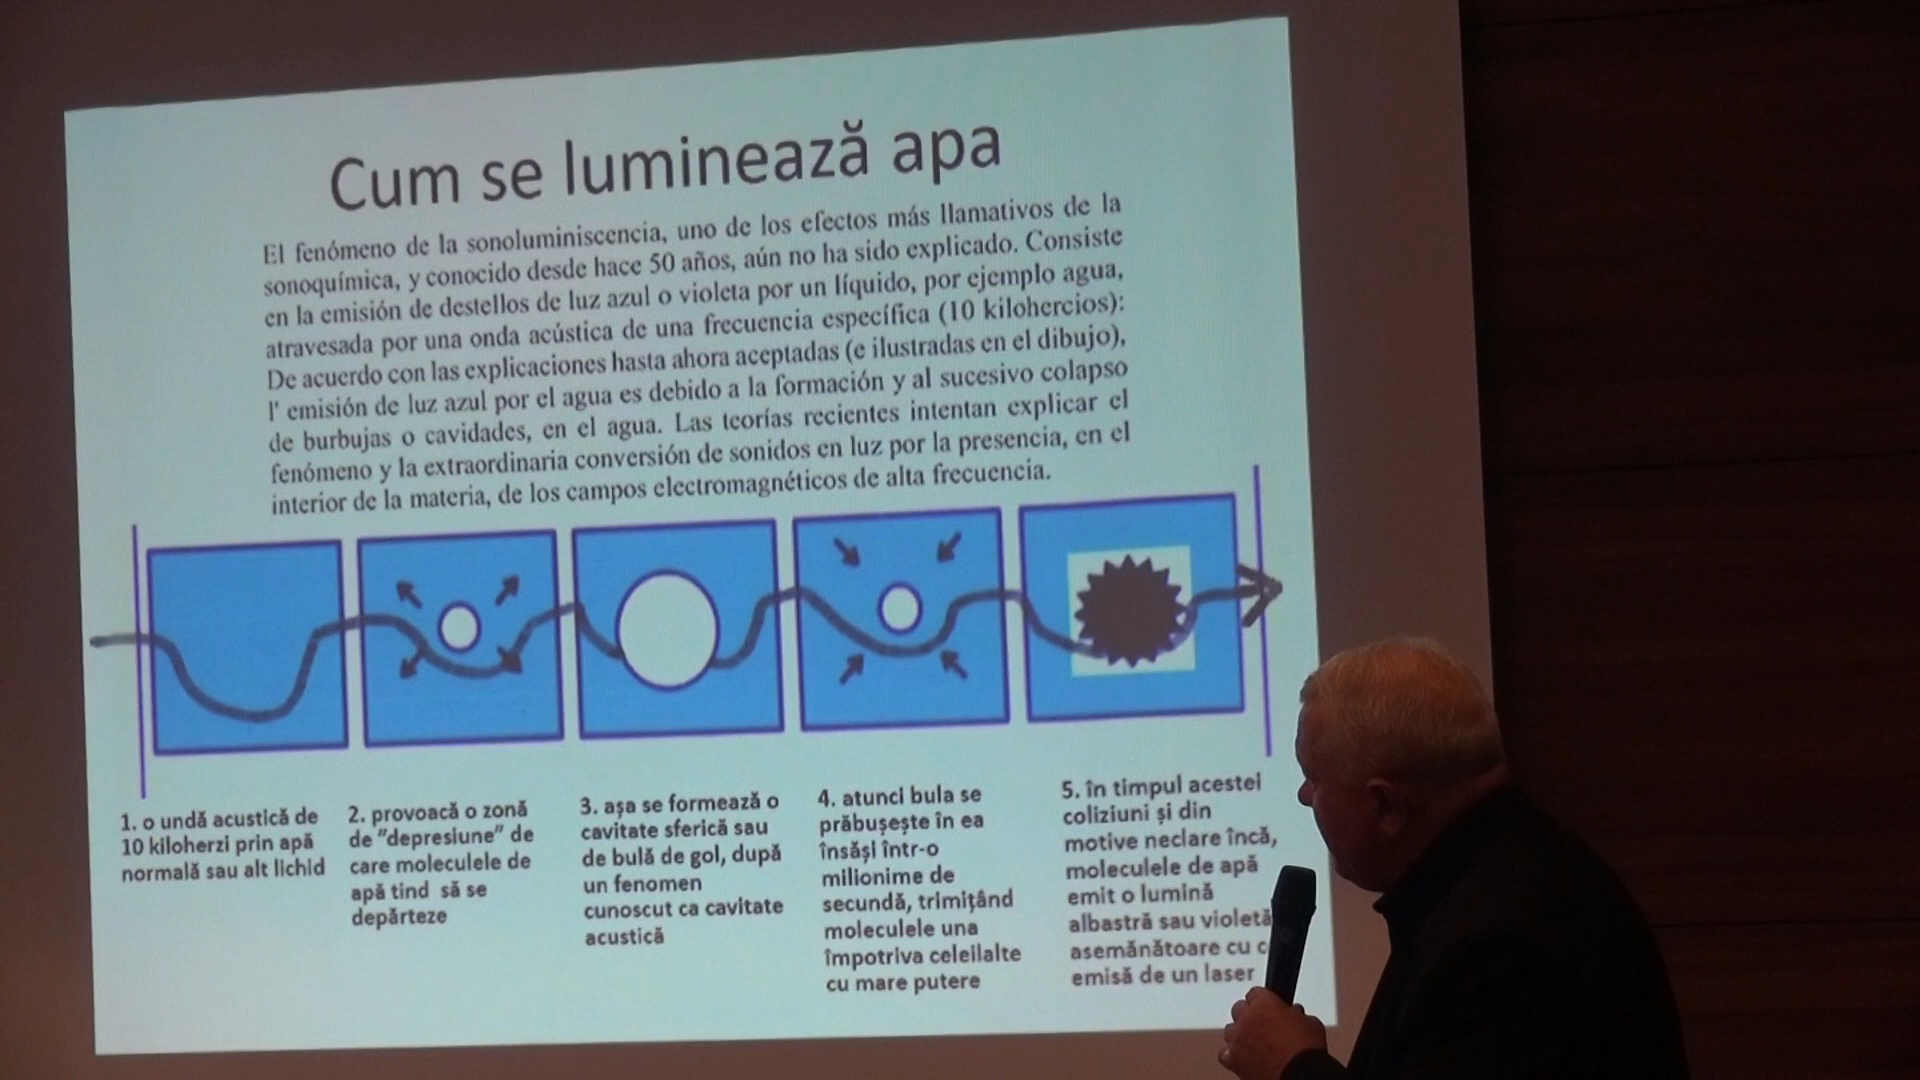 Cum se luminează apa
El fenómeno de la sonoluminiscencia, uno de los efectos más llamativos de la
sonoquímica, y conocido desde hace 50 años, aún no ha sido explicado. Consiste
en la emisión de destellos de luz azul o violeta por un líquido, por ejemplo agua,
atravesada por una onda acústica de una frecuencia específica (10 kilohercios):
De acuerdo con las explicaciones hasta ahora aceptadas (e ilustradas en el dibujo),
l' emisión de luz azul por el agua es debido a la formación y al sucesivo colapso
de burbujas o cavidades, en el agua. Las teorías recientes intentan explicar el
fenómeno y la extraordinaria conversión de sonidos en luz por la presencia, en el
interior de la materia, de los campos electromagnéticos de alta frecuencia.
1. o undă acustică de
10 kiloherzi prin apă
normală sau alt lichid
2. provoacă o zonă
de "depresiune" de
care moleculele de
apă tind să se
depărteze
3. așa se formează o
cavitate sferică sau
de bulă de gol, după
un fenomen
cunoscut ca cavitate
acustică
4. atunci bula se
prăbușește în ea
însăși într-o
milionime de
secundă, trimițând
moleculele una
împotriva celeilalte
cu mare putere
5. în timpul acestei
coliziuni și din
motive neclare încă,
moleculele de apă
emit o lumină
albastră sau violetă
asemănătoare cu
emisă de un laser